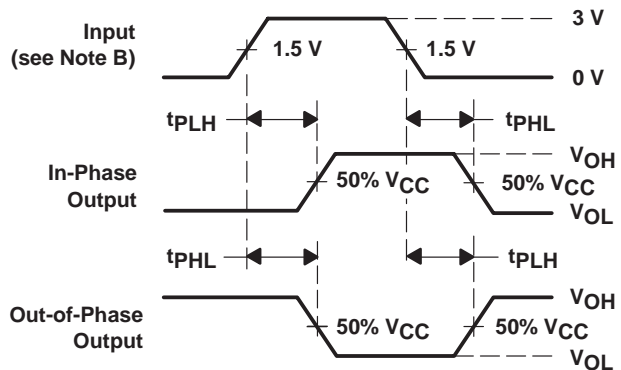 3 V
Input
(see Note B)
1.5 V
1.5 V
0 V
tPLH
tPHL
VOH
In-Phase
Output
50% VCC
50% VCC
VOL
tPHL
tPLH
VOH
Out-of-Phase
Output
50% VCC
50% VCC
VOL